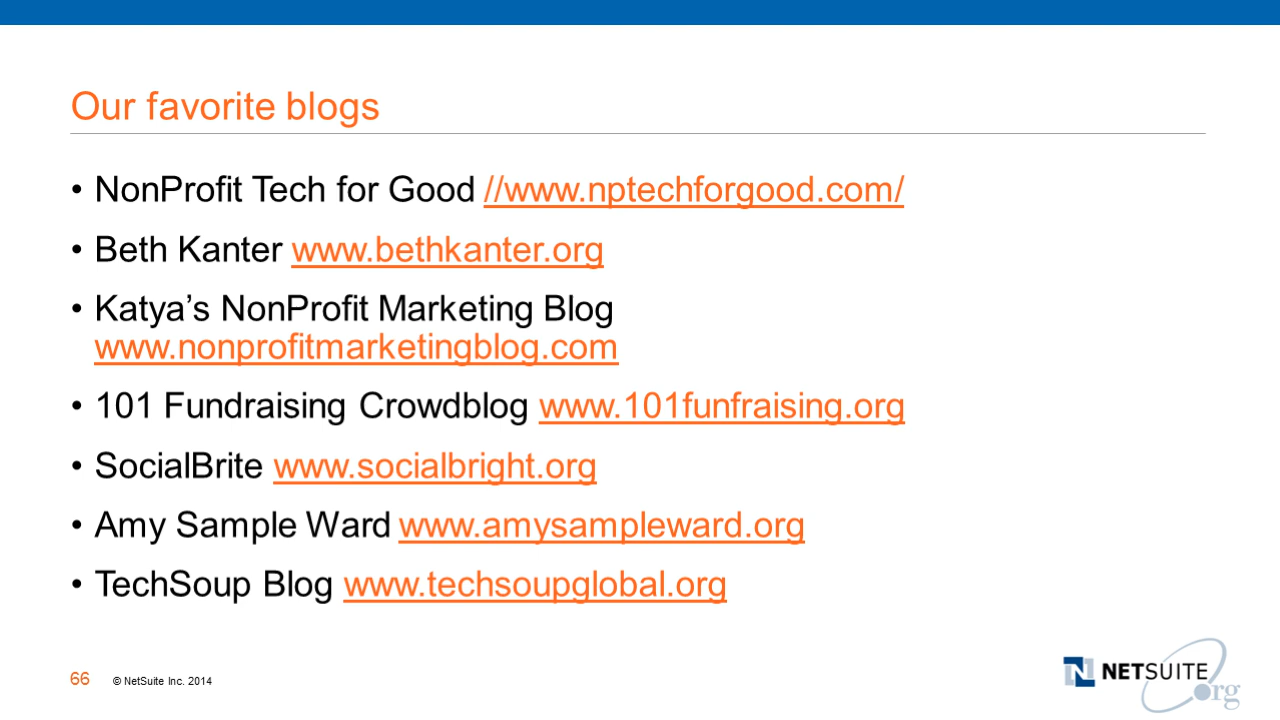 Our favorite blogs
• NonProfit Tech for Good //www.nptechforgood.com/
• Beth Kanter www.bethkanter.org
• Katya’s NonProfit Marketing Blog
www.nonprofitmarketingblog.com
• 101 Fundraising Crowdblog www.101funfraising.org
• SocialBrite www.socialbright.org
• Amy Sample Ward www.amysampleward.org
• TechSoup Blog www.techsoupglobal.org
66 © NetSuite Inc. 2014
N NETSUITE .org